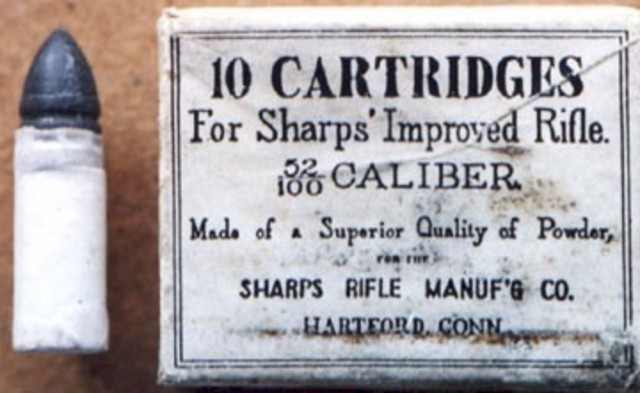 10 CARTRIDGES
For Sharps' Improved Rifle.
52/100 CALIBER.
Made of a Superior Quality of Powder,
FOR THE
SHARPS RIFLE MANUF'G CO.
HARTFORD, CONN.